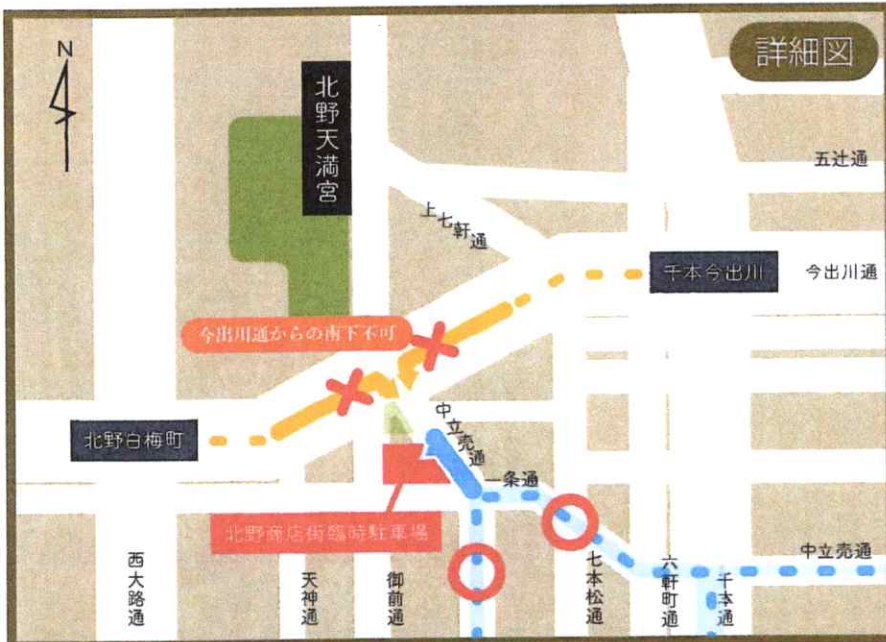 詳細図
N
北野天満宮
五辻通
上七軒通
千本今出川
今出川通
今出川通からの南下不可
北野白梅町
中立売通
一条通
北野商店街臨時駐車場
中立売通
西大路通
天神通
御前通
七本松通
六軒町通
千本通